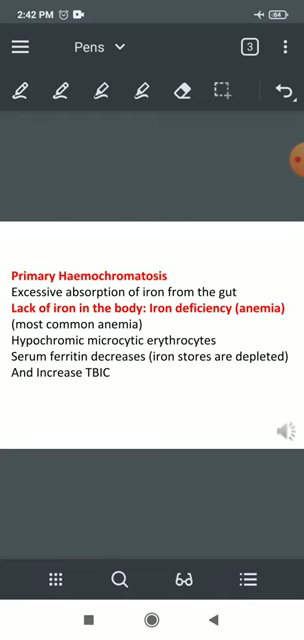 2:42 PM
64
Pens
3
Primary Haemochromatosis
Excessive absorption of iron from the gut
Lack of iron in the body: Iron deficiency (anemia)
(most common anemia)
Hypochromic microcytic erythrocytes
Serum ferritin decreases (iron stores are depleted)
And Increase TBIC